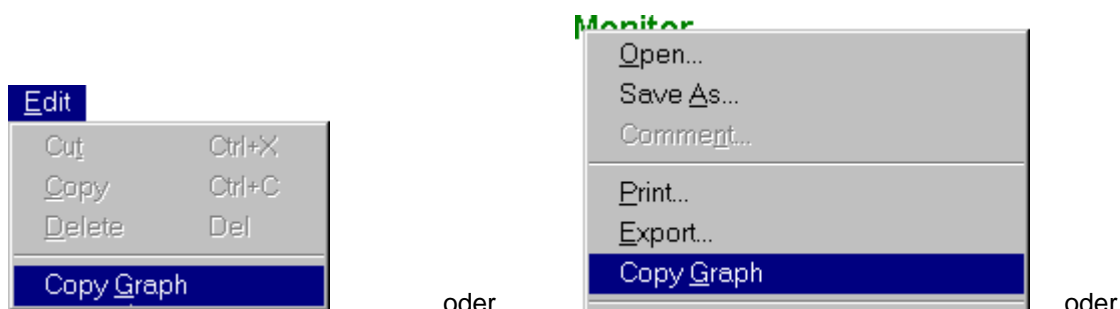 Edit
Cut Ctrl+X
Copy Ctrl+C
Delete Del
Copy Graph
oder
Monitor
Open...
Save As...
Comment...
Print...
Export...
Copy Graph
oder